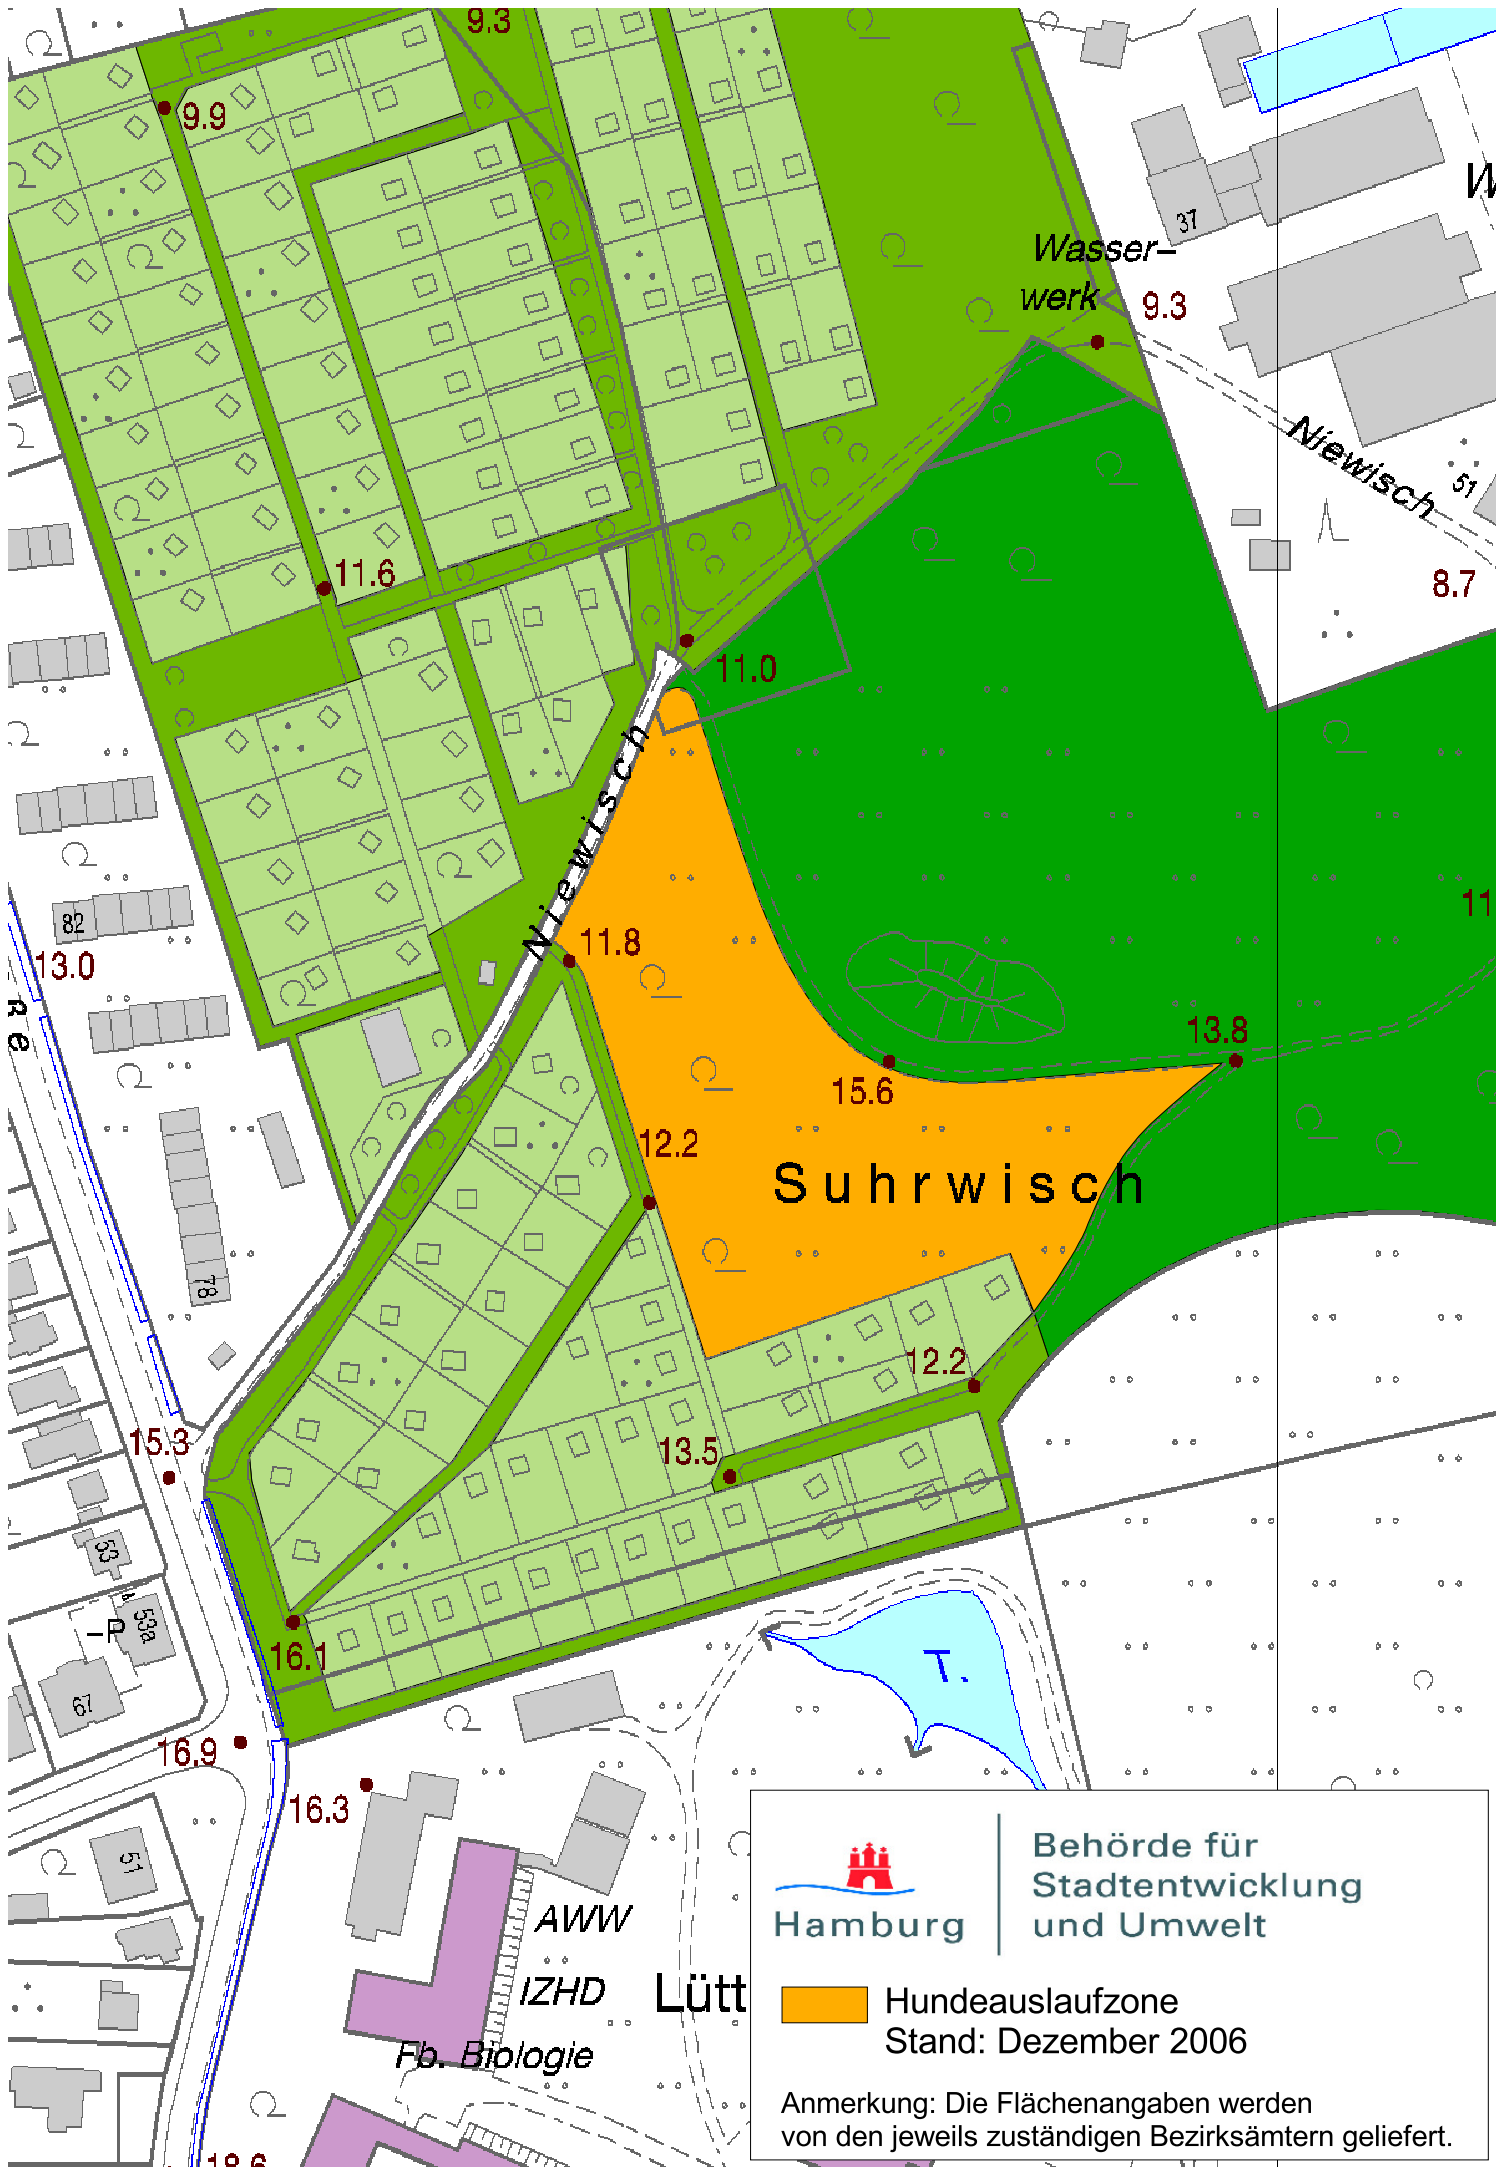 9.3
9.9
37
Wasser-
werk
9.3
Niewisch
51
8.7
11.6
11.0
Niewisch
82
13.0
11.8
11
13.8
15.6
12.2
Suhrwisch
78
12.2
15.3
13.5
53
53a
-P
16.1
67
T.
16.9
16.3
51
AWW
IZHD
Lütt
Fb. Biologie
18.6
Hamburg
Behörde für
Stadtentwicklung
und Umwelt
Hundeauslaufzone
Stand: Dezember 2006
Anmerkung: Die Flächenangaben werden
von den jeweils zuständigen Bezirksämtern geliefert.